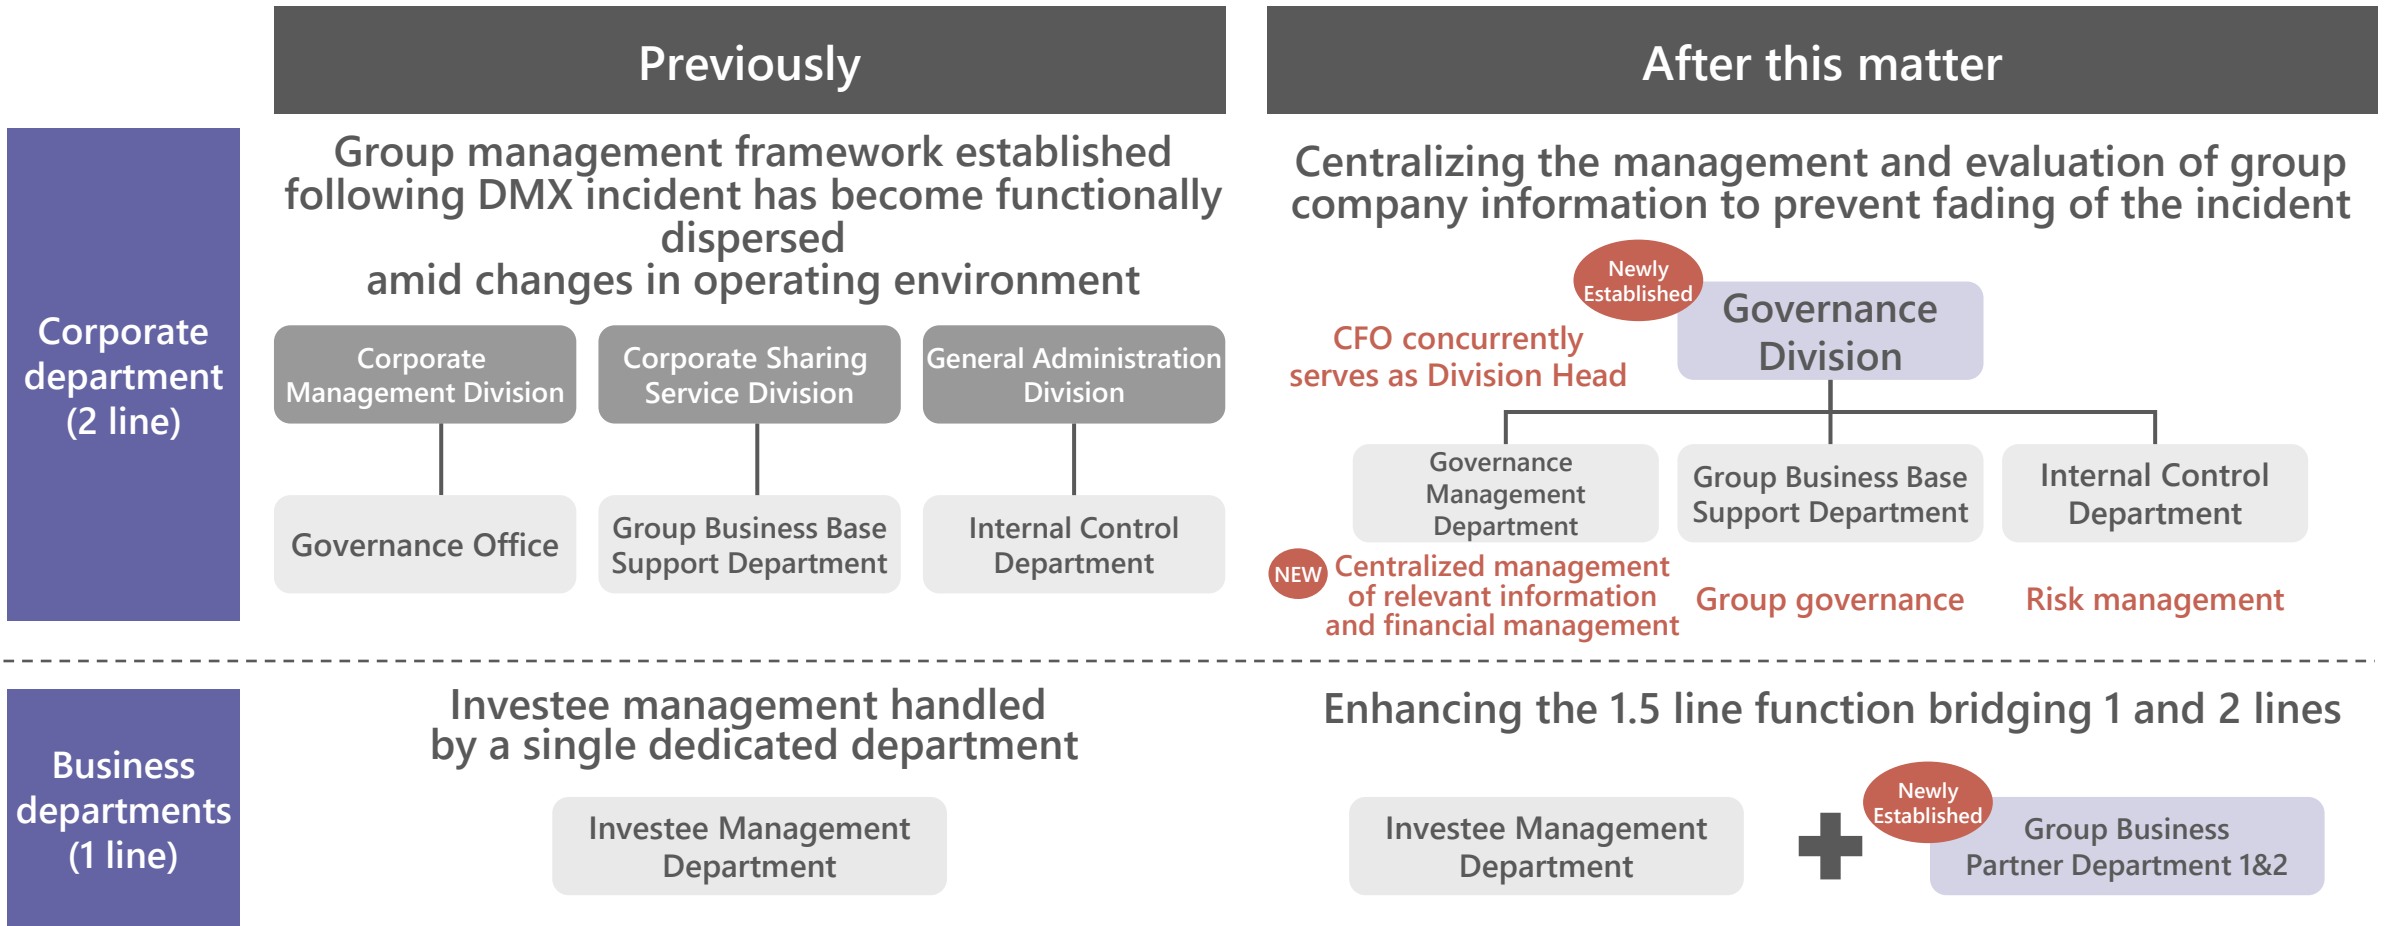 Previously
After this matter
Corporate
department
(2 line)
Group management framework established
following DMX incident has become functionally
dispersed
amid changes in operating environment
Corporate
Management Division
Corporate Sharing
Service Division
General Administration
Division
Governance Office
Group Business Base
Support Department
Internal Control
Department
Centralizing the management and evaluation of group
company information to prevent fading of the incident
Newly
Established
Governance
Division
CFO concurrently
serves as Division Head
Governance
Management
Department
Group Business Base
Support Department
Internal Control
Department
NEW
Centralized management
of relevant information
and financial management
Group governance
Risk management
Business
departments
(1 line)
Investee management handled
by a single dedicated department
Investee Management
Department
Enhancing the 1.5 line function bridging 1 and 2 lines
Investee Management
Department
Newly
Established
Group Business
Partner Department 1&2